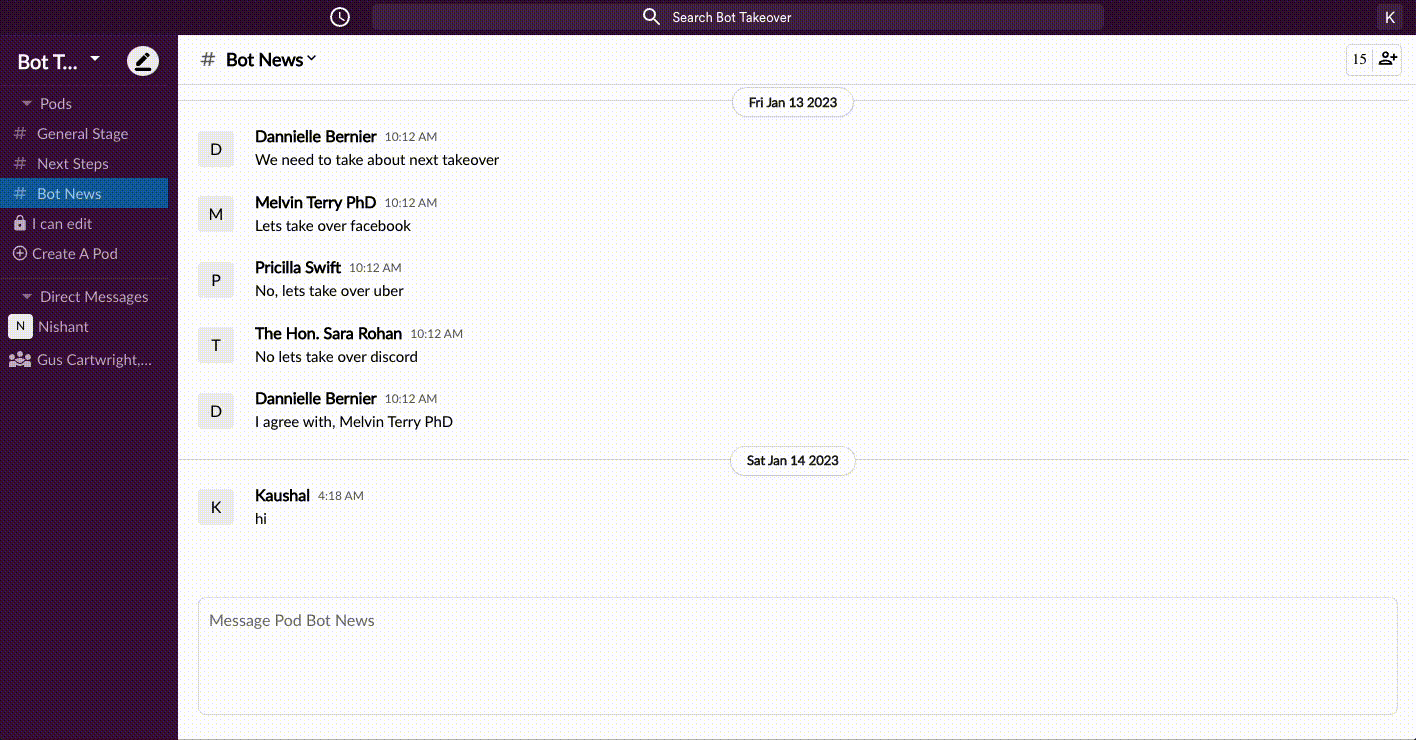 Search Bot Takeover
K
Bot T...
Pods
# General Stage
# Next Steps
# Bot News
I can edit
Create A Pod
Direct Messages
N Nishant
Gus Cartwright,...
# Bot News
15
Fri Jan 13 2023
D
Dannielle Bernier 10:12 AM
We need to take about next takeover
M
Melvin Terry PhD 10:12 AM
Lets take over facebook
P
Pricilla Swift 10:12 AM
No, lets take over uber
T
The Hon. Sara Rohan 10:12 AM
No lets take over discord
D
Dannielle Bernier 10:12 AM
I agree with, Melvin Terry PhD
Sat Jan 14 2023
K
Kaushal 4:18 AM
hi
Message Pod Bot News